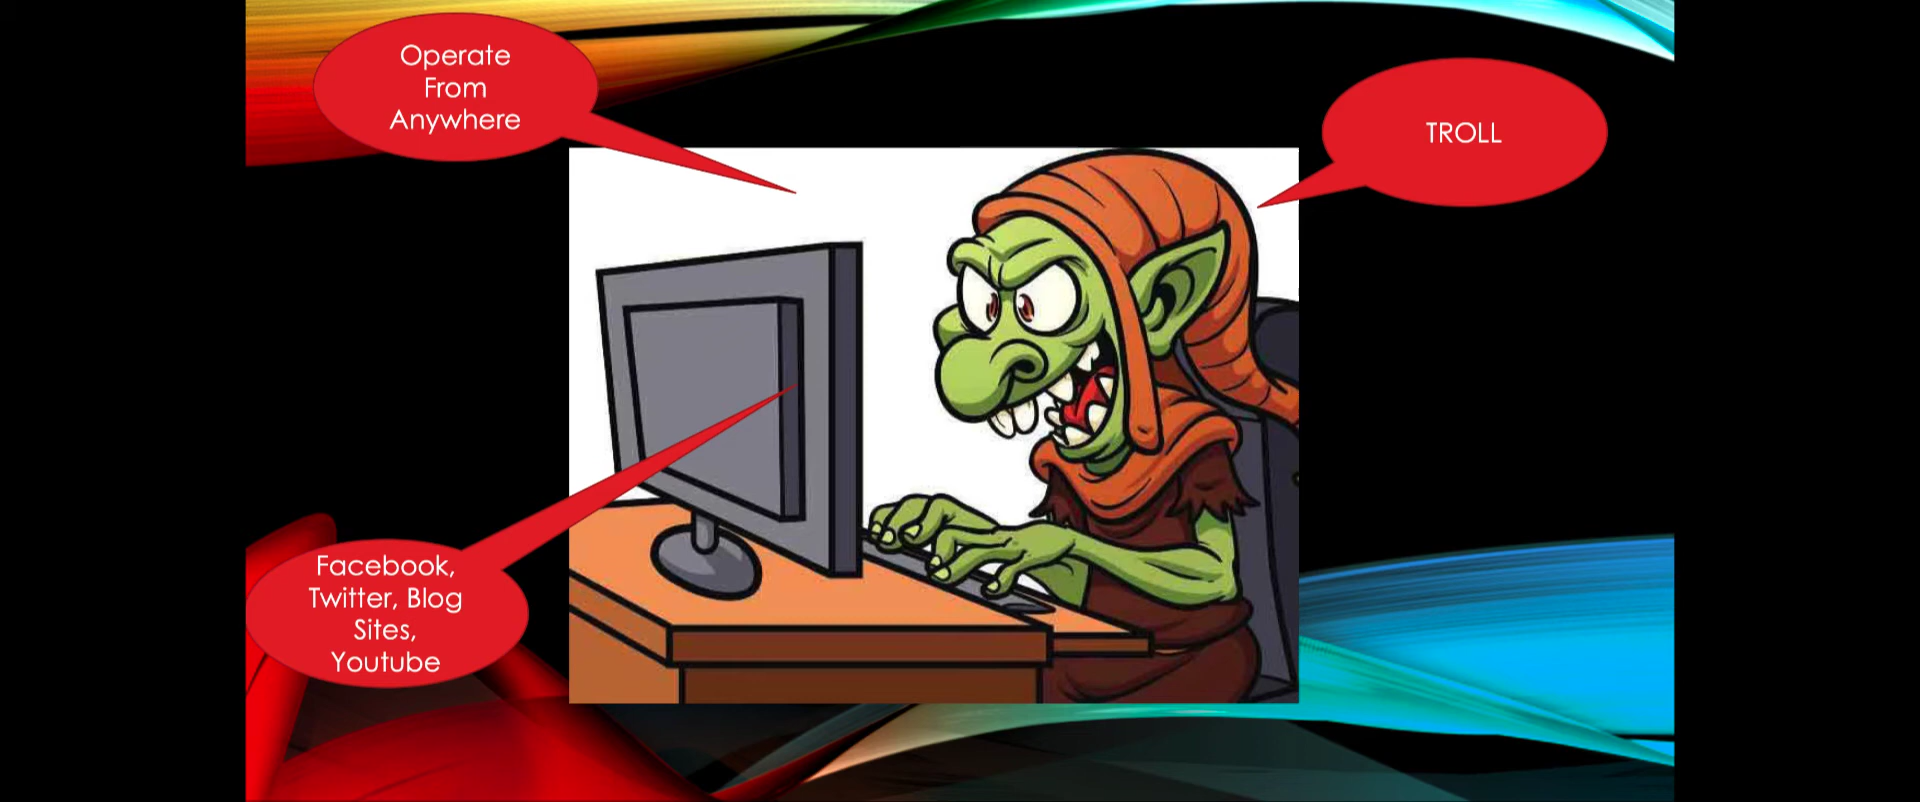 Operate
From
Anywhere
TROLL
Facebook,
Twitter, Blog
Sites,
Youtube